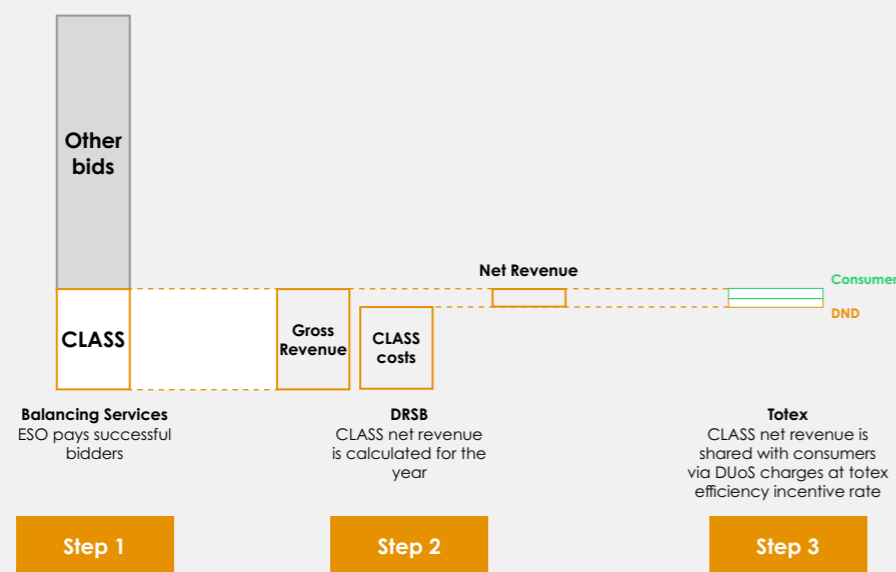 Other
bids
CLASS
Gross
Revenue
CLASS
costs
Net Revenue
Consumer
DND
Balancing Services
ESO pays successful
bidders
DRSB
CLASS net revenue
is calculated for the
year
Totex
CLASS net revenue is
shared with consumers
via DUoS charges at totex
efficiency incentive rate
Step 1
Step 2
Step 3